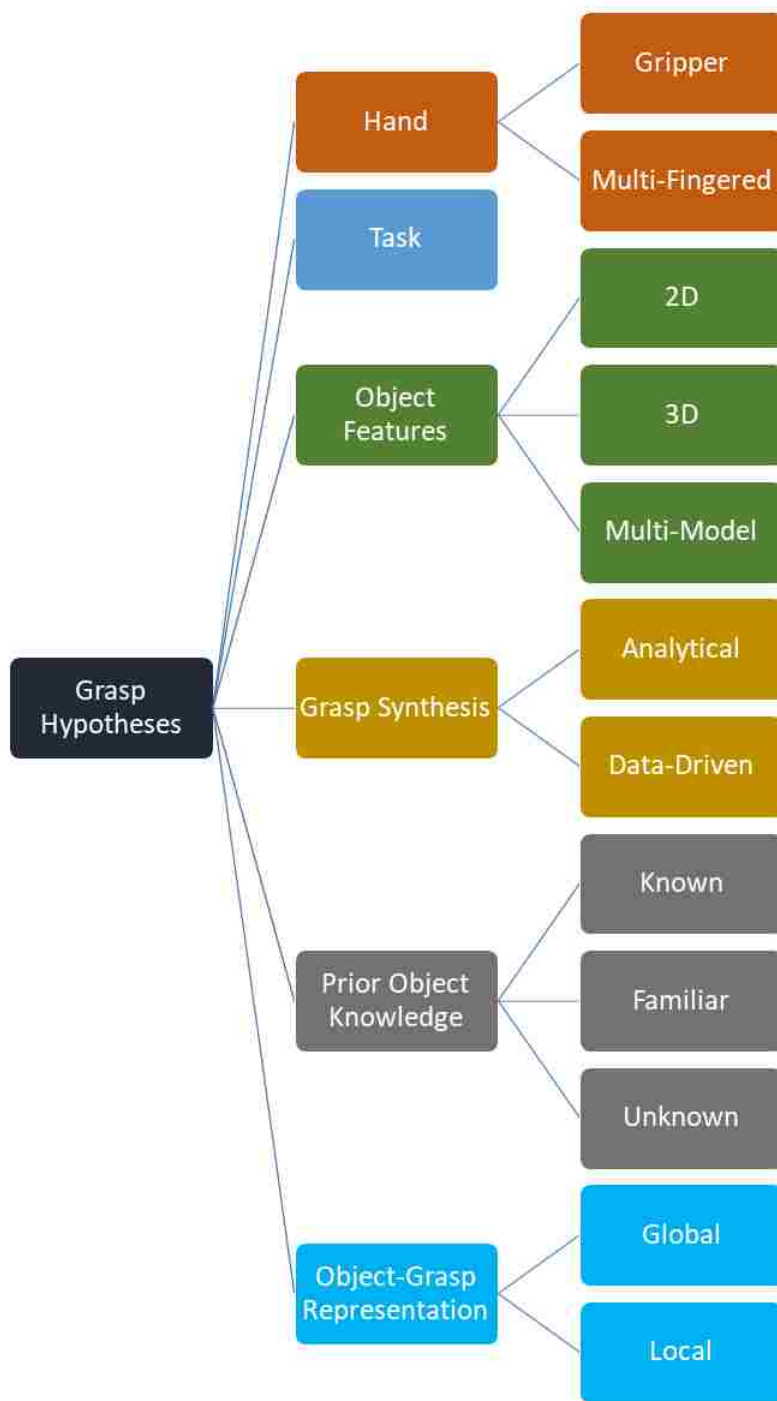 Grasp
Hypotheses
Hand
Gripper
Multi-Fingered
Task
Object
Features
2D
3D
Multi-Model
Grasp Synthesis
Analytical
Data-Driven
Prior Object
Knowledge
Known
Familiar
Unknown
Object-Grasp
Representation
Global
Local